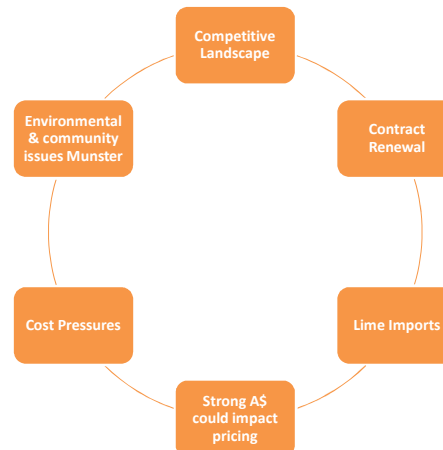 Competitive
Landscape
Contract
Renewal
Lime Imports
Strong A$
could impact
pricing
Cost Pressures
Environmental
& community
issues Munster